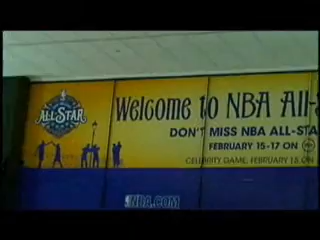 ALL★STAR
Welcome to NBA All-S
DON'T MISS NBA ALL-STA
FEBRUARY 15-17 ON
CELEBRITY GAME, FEBRUARY 15, ON
NBA.COM